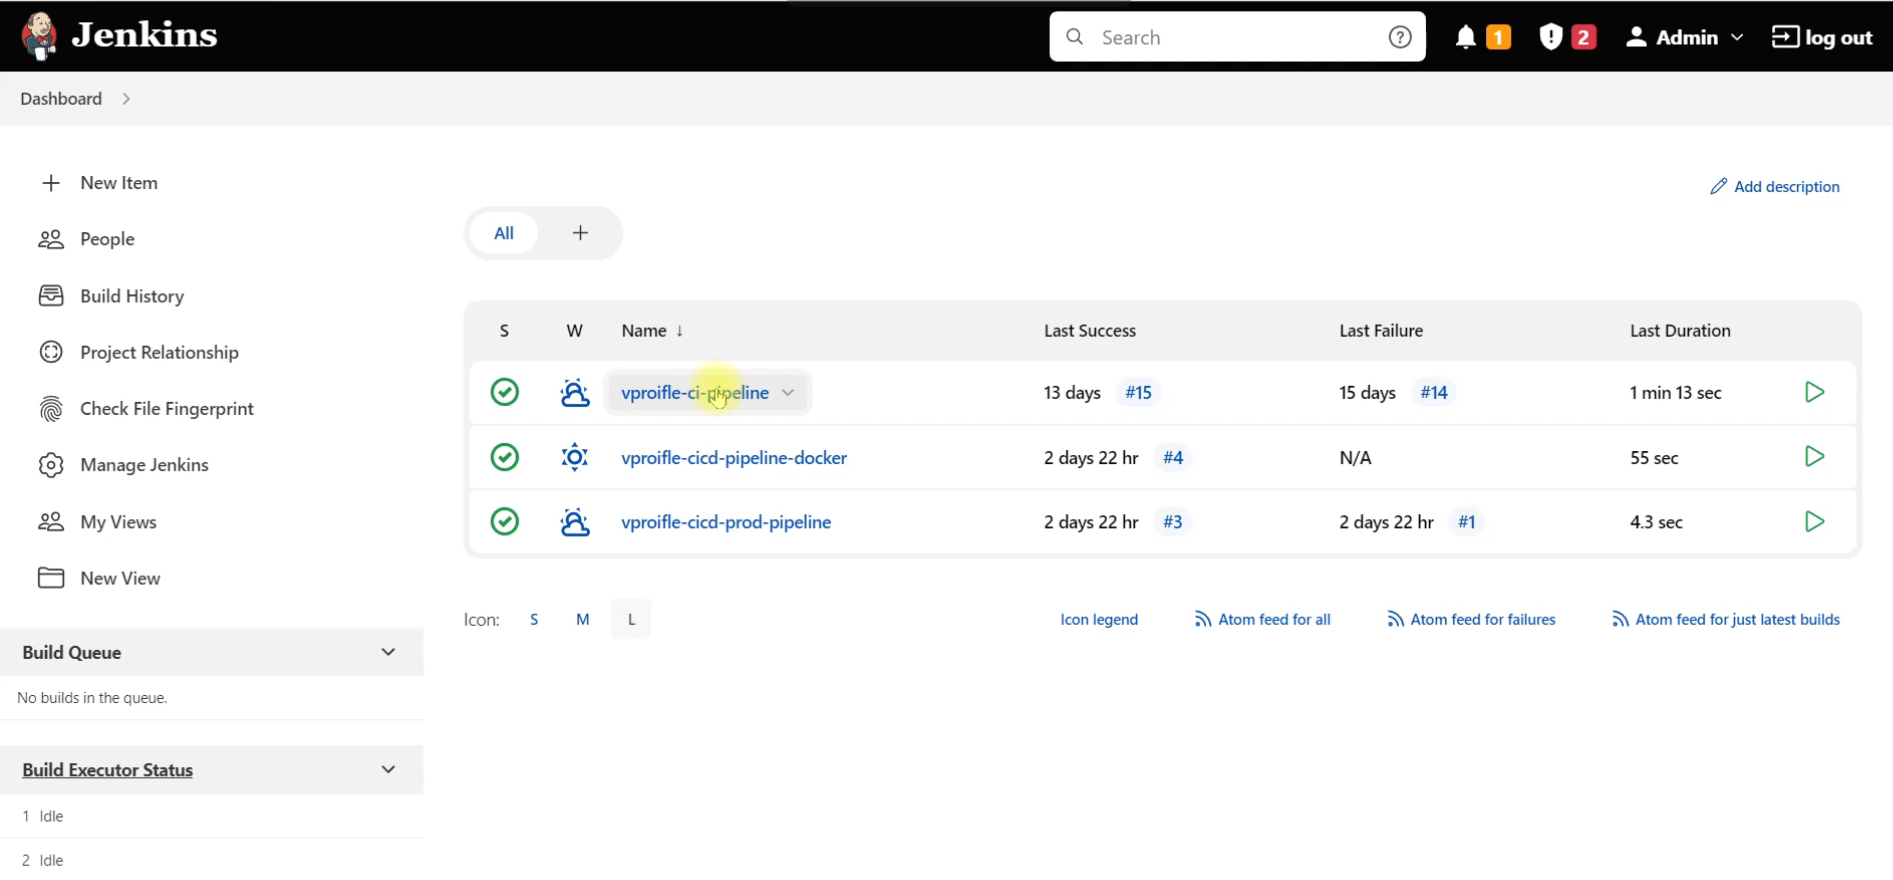 Jenkins
Search
1
2
Admin
log out
Dashboard
New Item
People
Build History
Project Relationship
Check File Fingerprint
Manage Jenkins
My Views
New View
Build Queue
No builds in the queue.
Build Executor Status
1 Idle
2 Idle
Add description
All +
S W Name ↓ Last Success Last Failure Last Duration
vproifle-ci-pipeline 13 days #15 15 days #14 1 min 13 sec
vproifle-cicd-pipeline-docker 2 days 22 hr #4 N/A 55 sec
vproifle-cicd-prod-pipeline 2 days 22 hr #3 2 days 22 hr #1 4.3 sec
Icon: S M L Icon legend Atom feed for all Atom feed for failures Atom feed for just latest builds